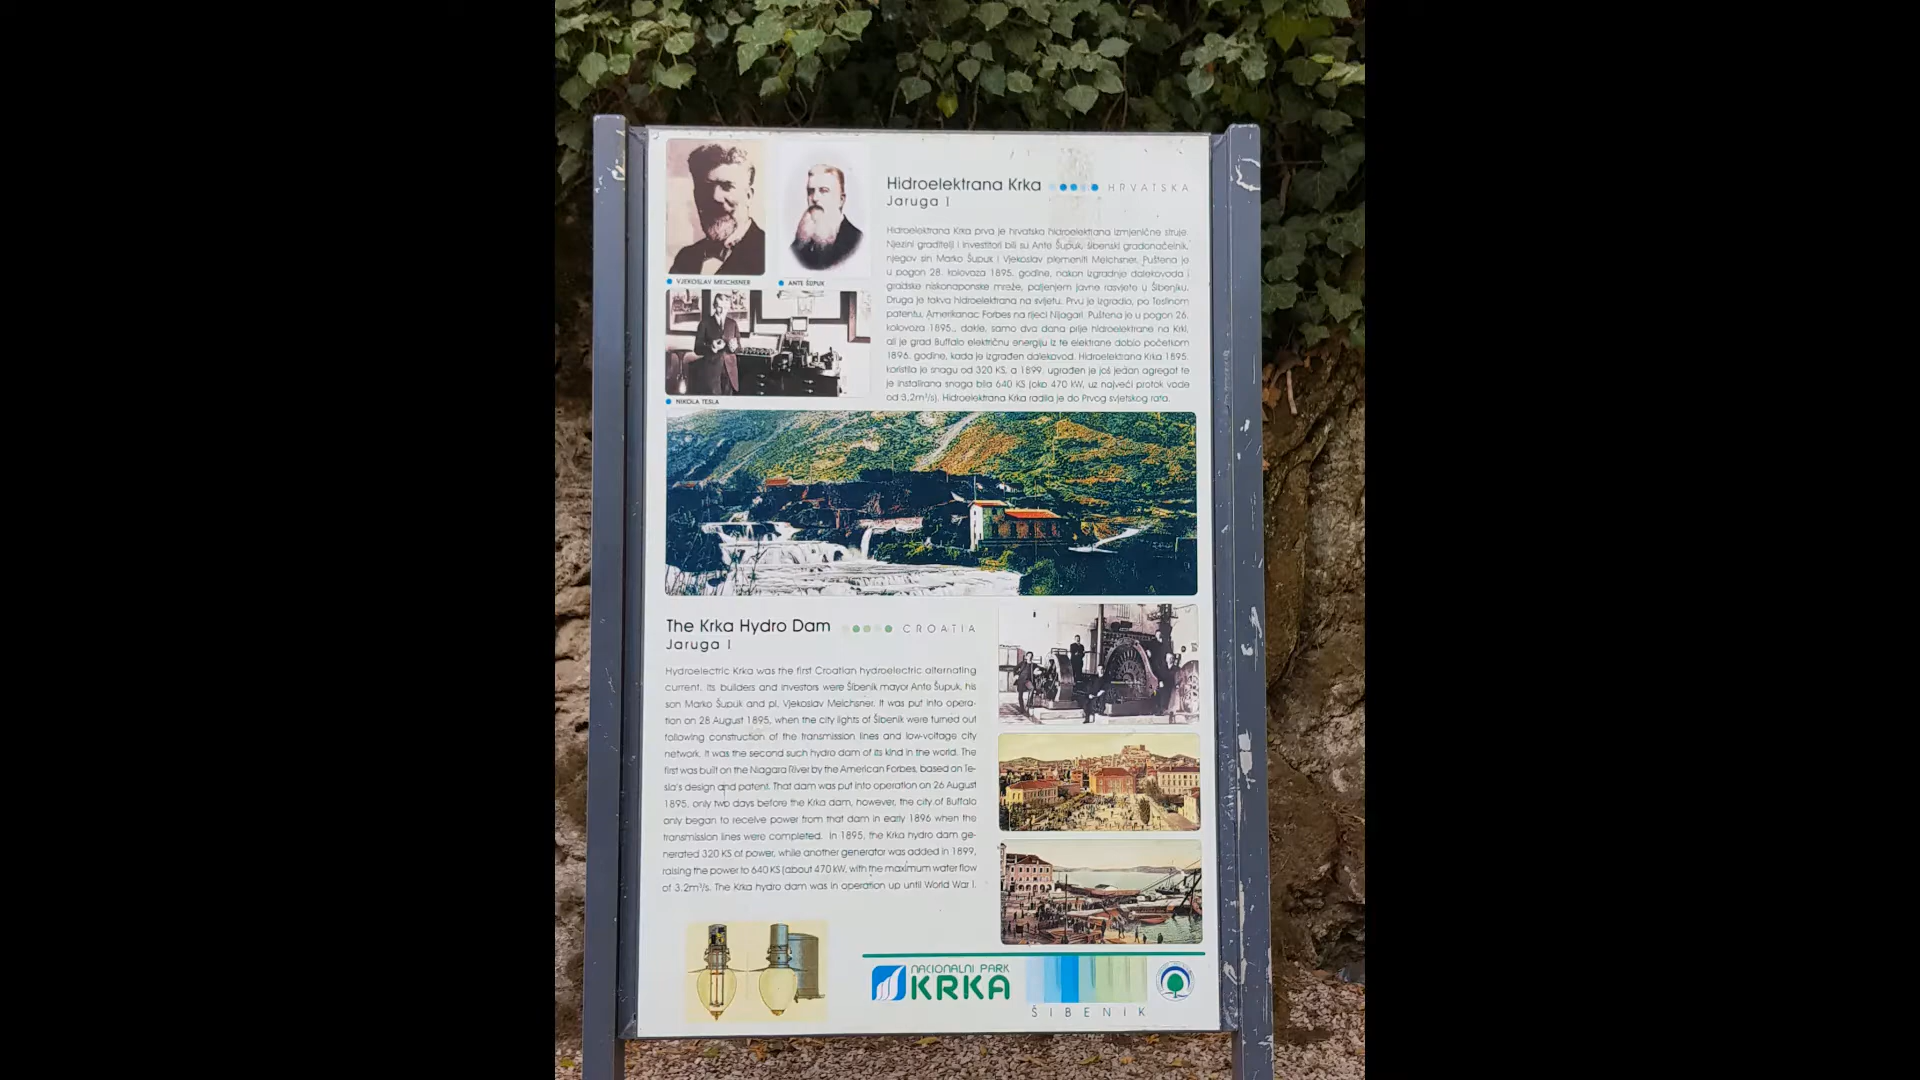 Hidroelektrana Krka HRVATSKA
Jaruga I
Hidroelektrana Krka prva je hrvatska hidroelektrana izmjenične struje.
Njezini graditelji i investitori bili su Ante Šupuk, šibenski gradonačelnik,
njegov sin Marko Šupuk i Vjekoslav plemeniti Meichsner. Puštena je
u pogon 28. kolovoza 1895. godine, nakon izgradnje dalekovoda i
gradske niskonaponske mreže, paljenjem javne rasvjete u Šibeniku.
Druga je takva hidroelektrana na svijetu. Prvu je izgradio, po Teslinom
patentu, Amerikanac Forbes na rijeci Nijagari. Puštena je u pogon 26.
kolovoza 1895., dakle, samo dva dana prije hidroelektrane na Krki,
ali je grad Buffalo električnu energiju iz te elektrane dobio početkom
1896. godine, kada je izgrađen dalekovod. Hidroelektrana Krka 1895.
koristila je snagu od 320 KS, a 1899. ugrađen je još jedan agregat te
je instalirana snaga bila 640 KS (oko 470 kW, uz najveći protok vode
od 3,2m³/s). Hidroelektrana Krka radila je do Prvog svjetskog rata.
VJEKOSLAV MEICHSNER
ANTE ŠUPUK
NIKOLA TESLA
The Krka Hydro Dam CROATIA
Jaruga I
Hydroelectric Krka was the first Croatian hydroelectric alternating
current. Its builders and investors were Šibenik mayor Ante Šupuk, his
son Marko Šupuk and pl. Vjekoslav Meichsner. It was put into opera-
tion on 28 August 1895, when the city lights of Šibenik were turned out
following construction of the transmission lines and low-voltage city
network. It was the second such hydro dam of its kind in the world. The
first was built on the Niagara River by the American Forbes, based on Te-
sla's design and patent. That dam was put into operation on 26 August
1895, only two days before the Krka dam, however, the city of Buffalo
only began to receive power from that dam in early 1896 when the
transmission lines were completed. In 1895, the Krka hydro dam ge-
nerated 320 KS of power, while another generator was added in 1899,
raising the power to 640 KS (about 470 kW, with the maximum water flow
of 3.2m³/s. The Krka hydro dam was in operation up until World War I.
NACIONALNI PARK
KRKA
ŠIBENIK